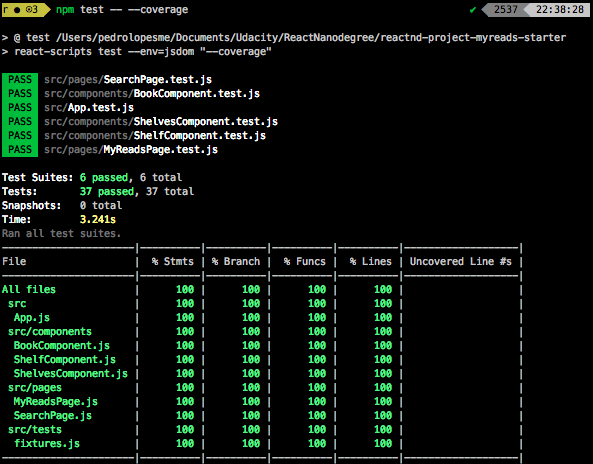 r ● ⊙3 npm test -- --coverage ✔ 2537 22:38:28
> @ test /Users/pedrolopesme/Documents/Udacity/ReactNanodegree/reactnd-project-myreads-starter
> react-scripts test --env=jsdom "--coverage"
PASS src/pages/SearchPage.test.js
PASS src/components/BookComponent.test.js
PASS src/App.test.js
PASS src/components/ShelvesComponent.test.js
PASS src/components/ShelfComponent.test.js
PASS src/pages/MyReadsPage.test.js
Test Suites: 6 passed, 6 total
Tests: 37 passed, 37 total
Snapshots: 0 total
Time: 3.241s
Ran all test suites.
File | % Stmts | % Branch | % Funcs | % Lines | Uncovered Line #s |
All files | 100 | 100 | 100 | 100 | |
src | 100 | 100 | 100 | 100 | |
App.js | 100 | 100 | 100 | 100 | |
src/components | 100 | 100 | 100 | 100 | |
BookComponent.js | 100 | 100 | 100 | 100 | |
ShelfComponent.js | 100 | 100 | 100 | 100 | |
ShelvesComponent.js | 100 | 100 | 100 | 100 | |
src/pages | 100 | 100 | 100 | 100 | |
MyReadsPage.js | 100 | 100 | 100 | 100 | |
SearchPage.js | 100 | 100 | 100 | 100 | |
src/tests | 100 | 100 | 100 | 100 | |
fixtures.js | 100 | 100 | 100 | 100 | |